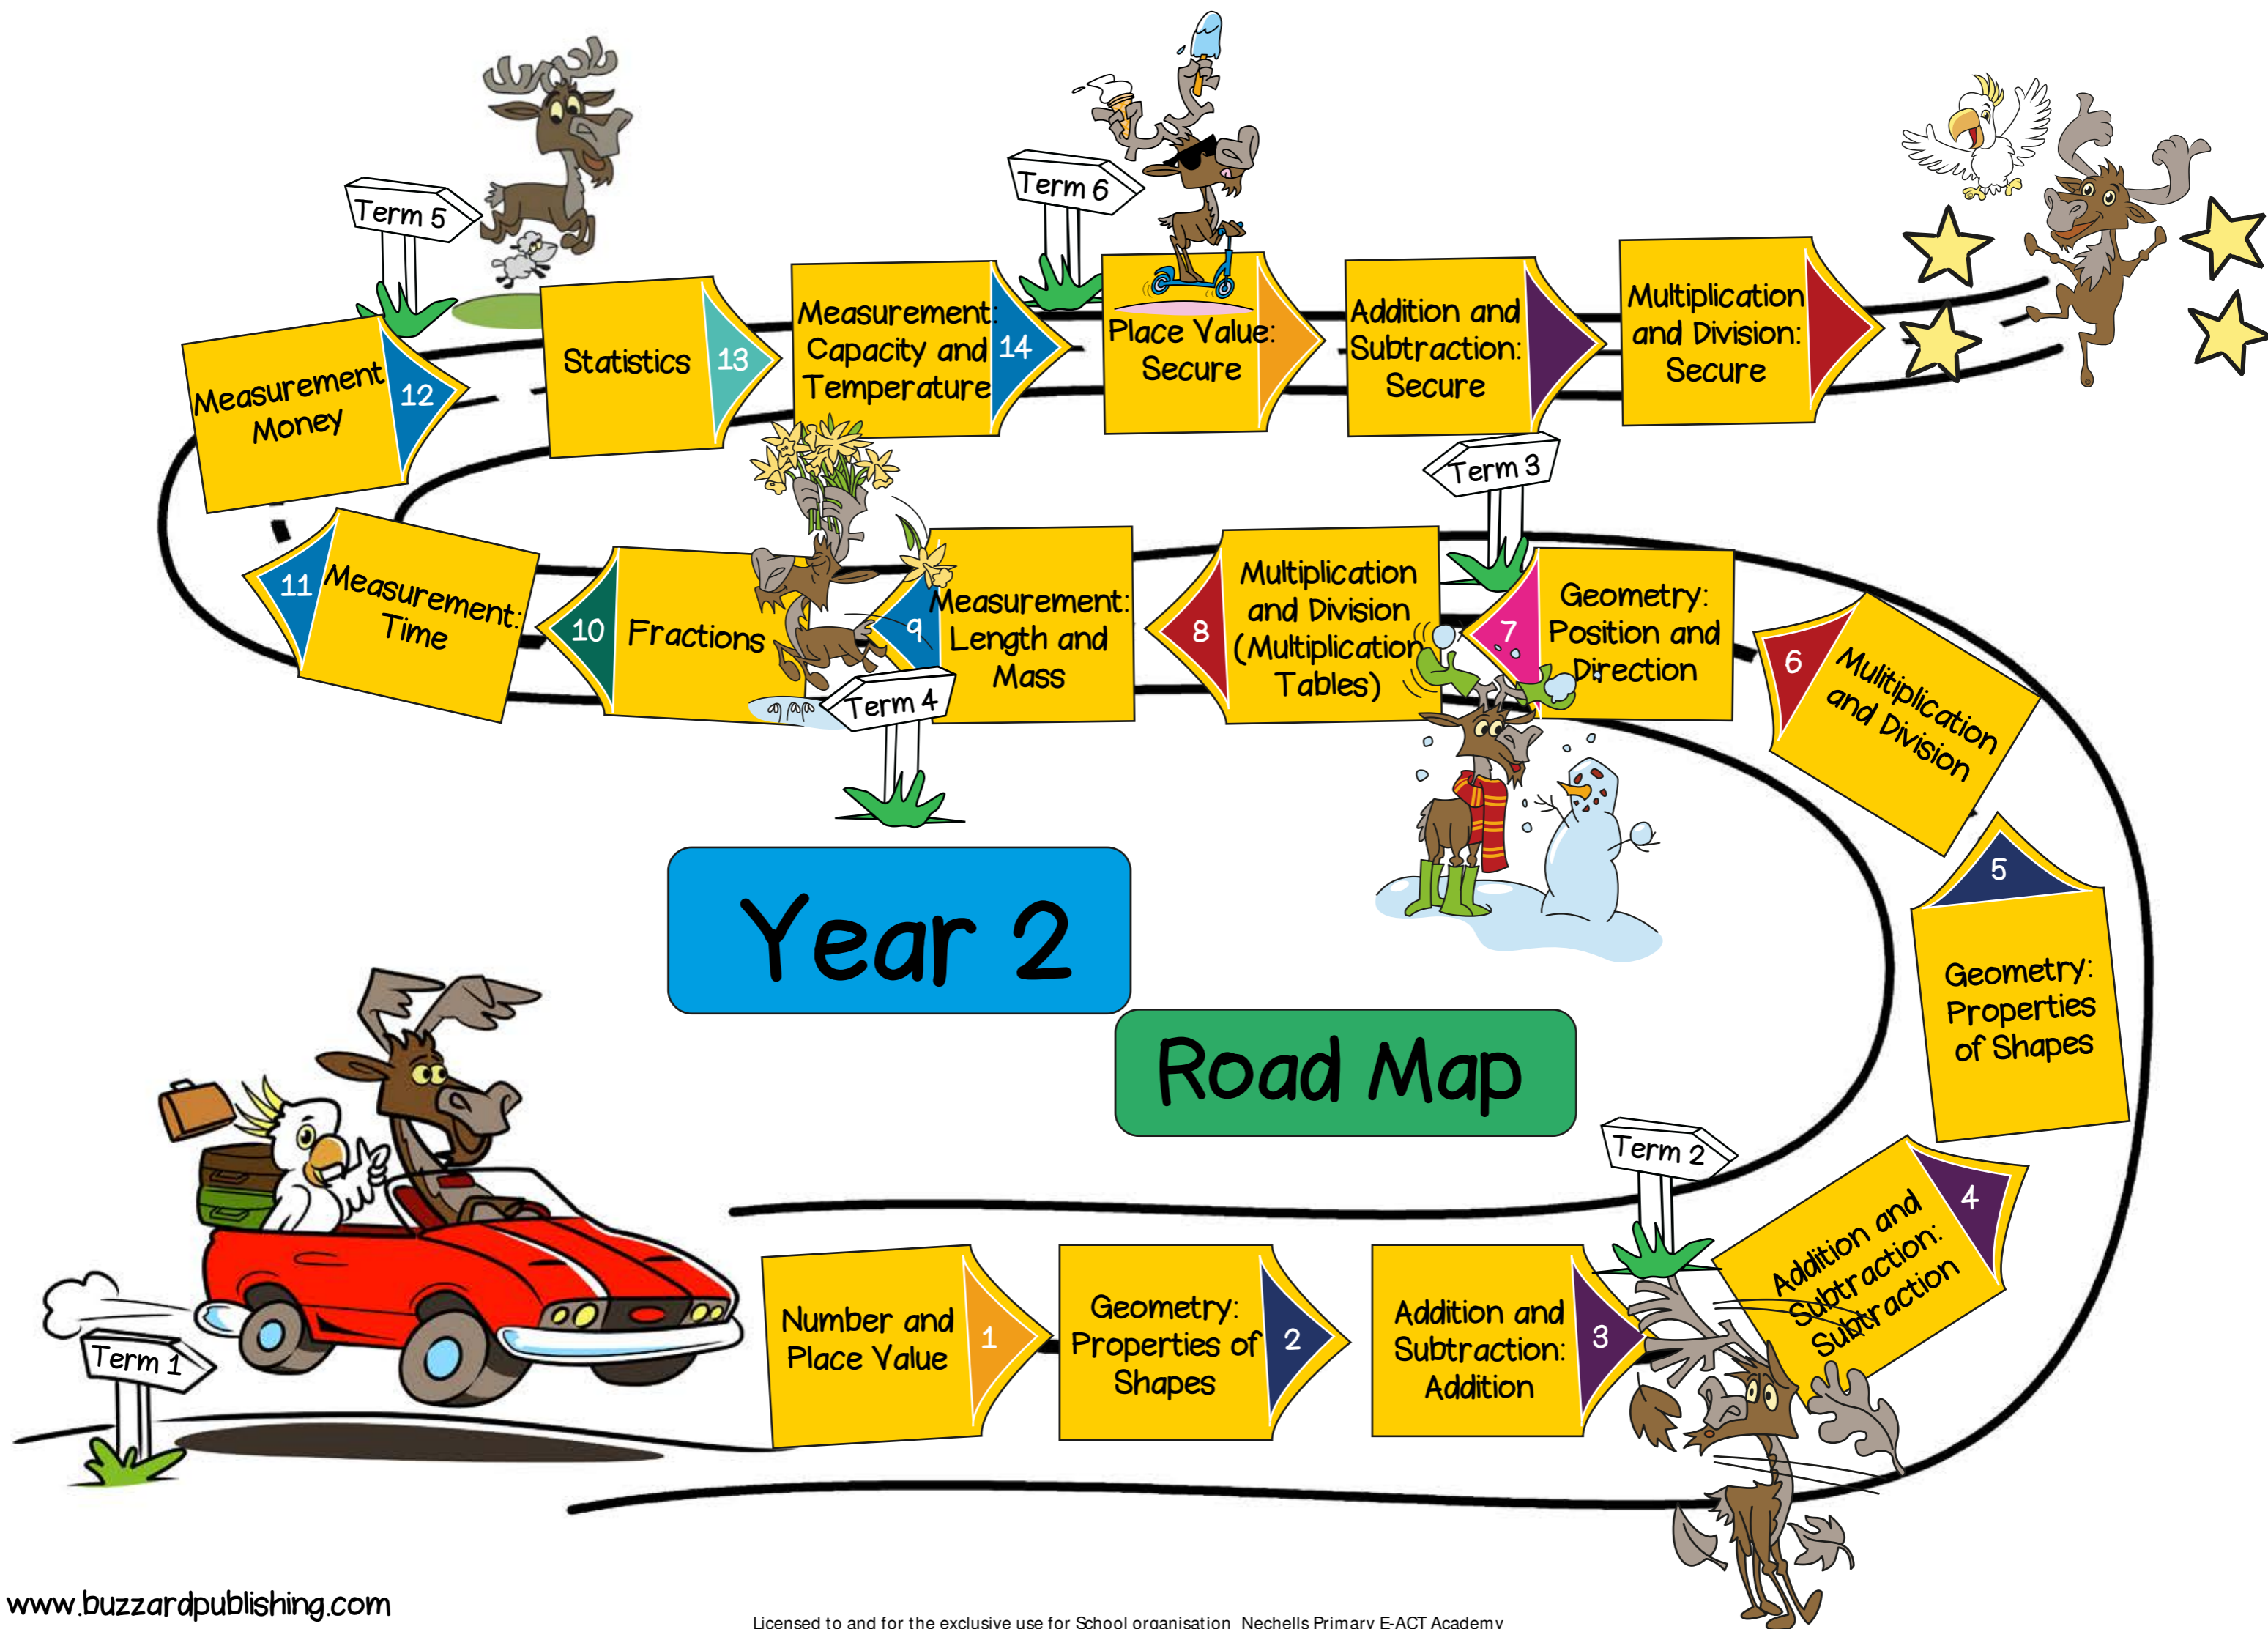 Term 5
Term 6
Measurement
Money
12
Statistics
13
Measurement:
Capacity and
Temperature
14
Place Value:
Secure
Addition and
Subtraction:
Secure
Multiplication
and Division:
Secure
Term 3
11
Measurement:
Time
10
Fractions
9
Measurement:
Length and
Mass
Term 4
8
Multiplication
and Division
(Multiplication
Tables)
7
Geometry:
Position and
Direction
6
Mulitiplication
and Division
5
Geometry:
Properties
of Shapes
Year 2
Road Map
Term 2
4
Addition and
Subtraction:
Subtraction
Term 1
Number and
Place Value
1
Geometry:
Properties of
Shapes
2
Addition and
Subtraction:
Addition
3
www.buzzardpublishing.com
Licensed to and for the exclusive use for School organisation Nechells Primary E-ACT Academy